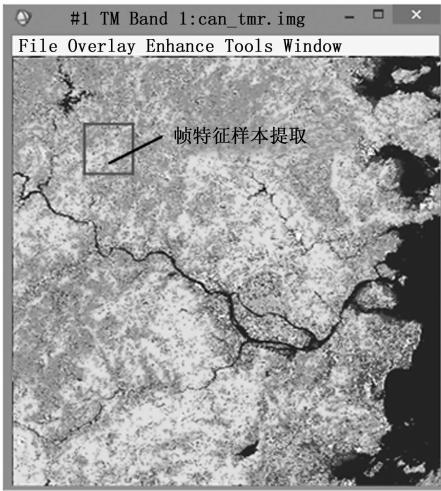 #1 TM Band 1:can_tmr.img
File Overlay Enhance Tools Window
帧特征样本提取